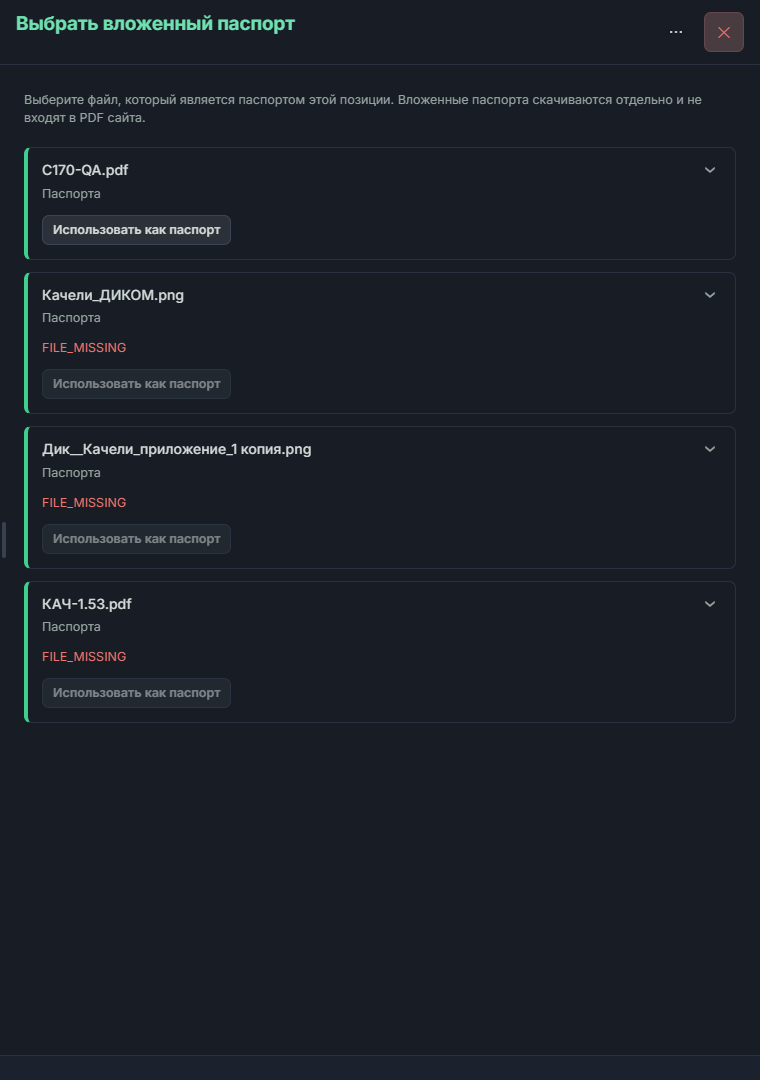 Выбрать вложенный паспорт
...
Выберите файл, который является паспортом этой позиции. Вложенные паспорта скачиваются отдельно и не
входят в PDF сайта.
C170-QA.pdf
Паспорта
Использовать как паспорт
Качели_ДИКОМ.png
Паспорта
FILE_MISSING
Использовать как паспорт
Дик__Качели_приложение_1 копия.png
Паспорта
FILE_MISSING
Использовать как паспорт
КАЧ-1.53.pdf
Паспорта
FILE_MISSING
Использовать как паспорт